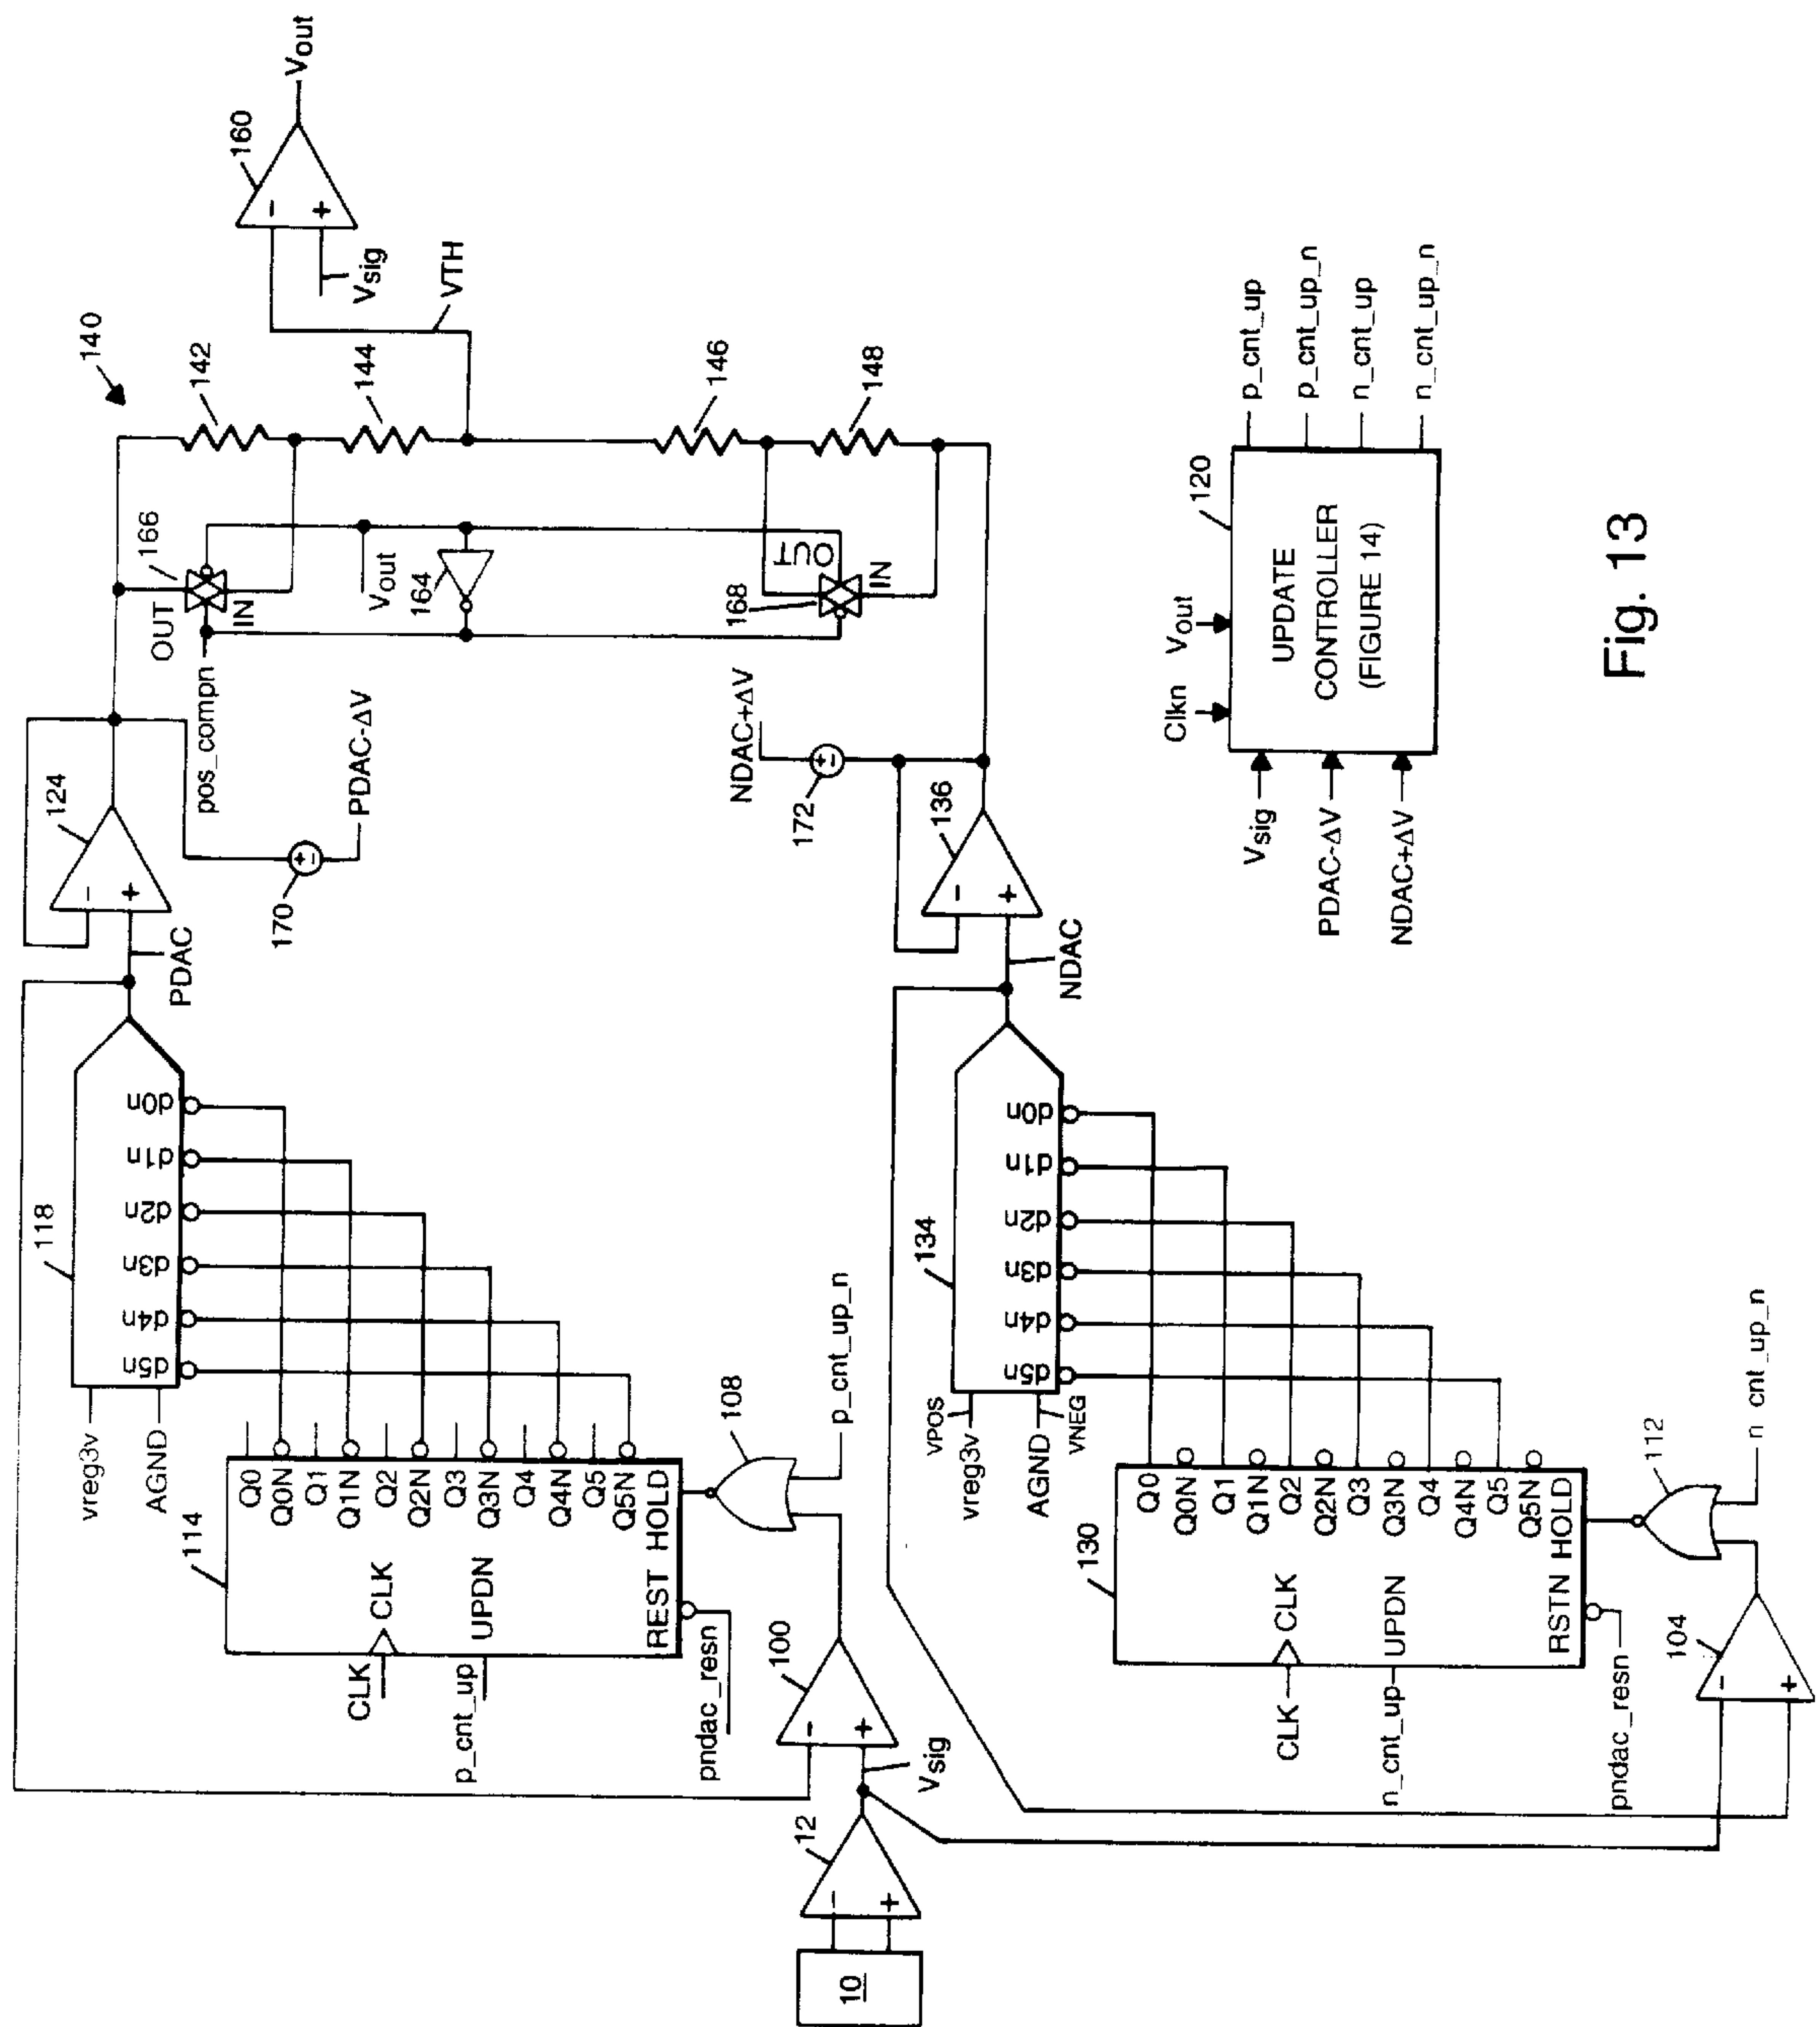 10
12
Vsig
100
104
PDAC
NDAC
CLK
p_cnt_up
pndac_resn
114
CLK
UPDN
REST HOLD
Q0
Q0N
Q1
Q1N
Q2
Q2N
Q3
Q3N
Q4
Q4N
Q5
Q5N
108
p_cnt_up_n
vreg3v
AGND
118
d5n
d4n
d3n
d2n
d1n
d0n
124
-
+
170
PDAC-ΔV
pos_compn
OUT
IN
166
Vout
164
168
OUT
IN
140
142
144
146
148
VTH
Vsig
160
-
+
Vout
CLK
n_cnt_up
pndac_resn
130
CLK
UPDN
RSTN HOLD
Q0
Q0N
Q1
Q1N
Q2
Q2N
Q3
Q3N
Q4
Q4N
Q5
Q5N
112
n cnt_up_n
VPOS
vreg3v
AGND
VNEG
134
d5n
d4n
d3n
d2n
d1n
d0n
136
-
+
172
NDAC+ΔV
Clkn
Vout
120
Vsig
PDAC-ΔV
NDAC+ΔV
UPDATE
CONTROLLER
(FIGURE 14)
p_cnt_up
p_cnt_up_n
n_cnt_up
n_cnt_up_n
Fig. 13